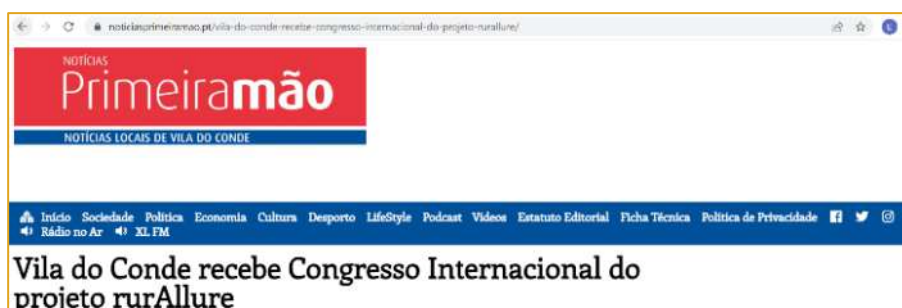 noticiasprimeiramao.pt/vila-do-conde-recebe-congresso-internacional-do-projeto-rurallure/
NOTÍCIAS
Primeiramão
NOTÍCIAS LOCAIS DE VILA DO CONDE
Início Sociedade Política Economia Cultura Desporto LifeStyle Podcast Vídeos Estatuto Editorial Ficha Técnica Política de Privacidade
Rádio no Ar XL FM
Vila do Conde recebe Congresso Internacional do
projeto rurAllure